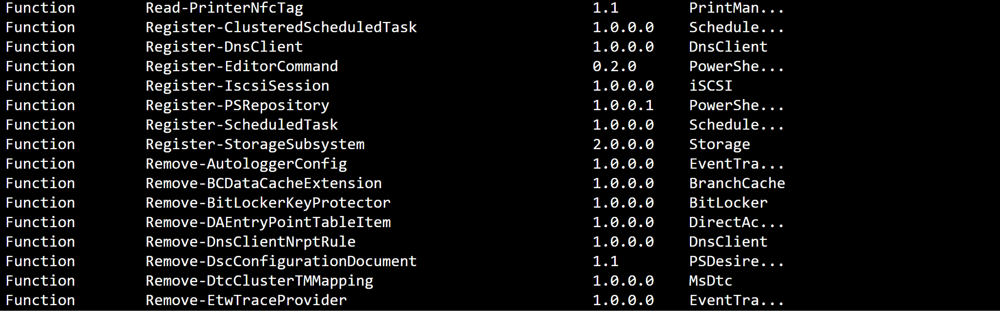 Function Read-PrinterNfcTag 1.1 PrintMan...
Function Register-ClusteredScheduledTask 1.0.0.0 Schedule...
Function Register-DnsClient 1.0.0.0 DnsClient
Function Register-EditorCommand 0.2.0 PowerShe...
Function Register-IscsiSession 1.0.0.0 iSCSI
Function Register-PSRepository 1.0.0.1 PowerShe...
Function Register-ScheduledTask 1.0.0.0 Schedule...
Function Register-StorageSubsystem 2.0.0.0 Storage
Function Remove-AutologgerConfig 1.0.0.0 EventTra...
Function Remove-BCDataCacheExtension 1.0.0.0 BranchCache
Function Remove-BitLockerKeyProtector 1.0.0.0 BitLocker
Function Remove-DAEntryPointTableItem 1.0.0.0 DirectAc...
Function Remove-DnsClientNrptRule 1.0.0.0 DnsClient
Function Remove-DscConfigurationDocument 1.1 PSDesire...
Function Remove-DtcClusterTMMapping 1.0.0.0 MsDtc
Function Remove-EtwTraceProvider 1.0.0.0 EventTra...